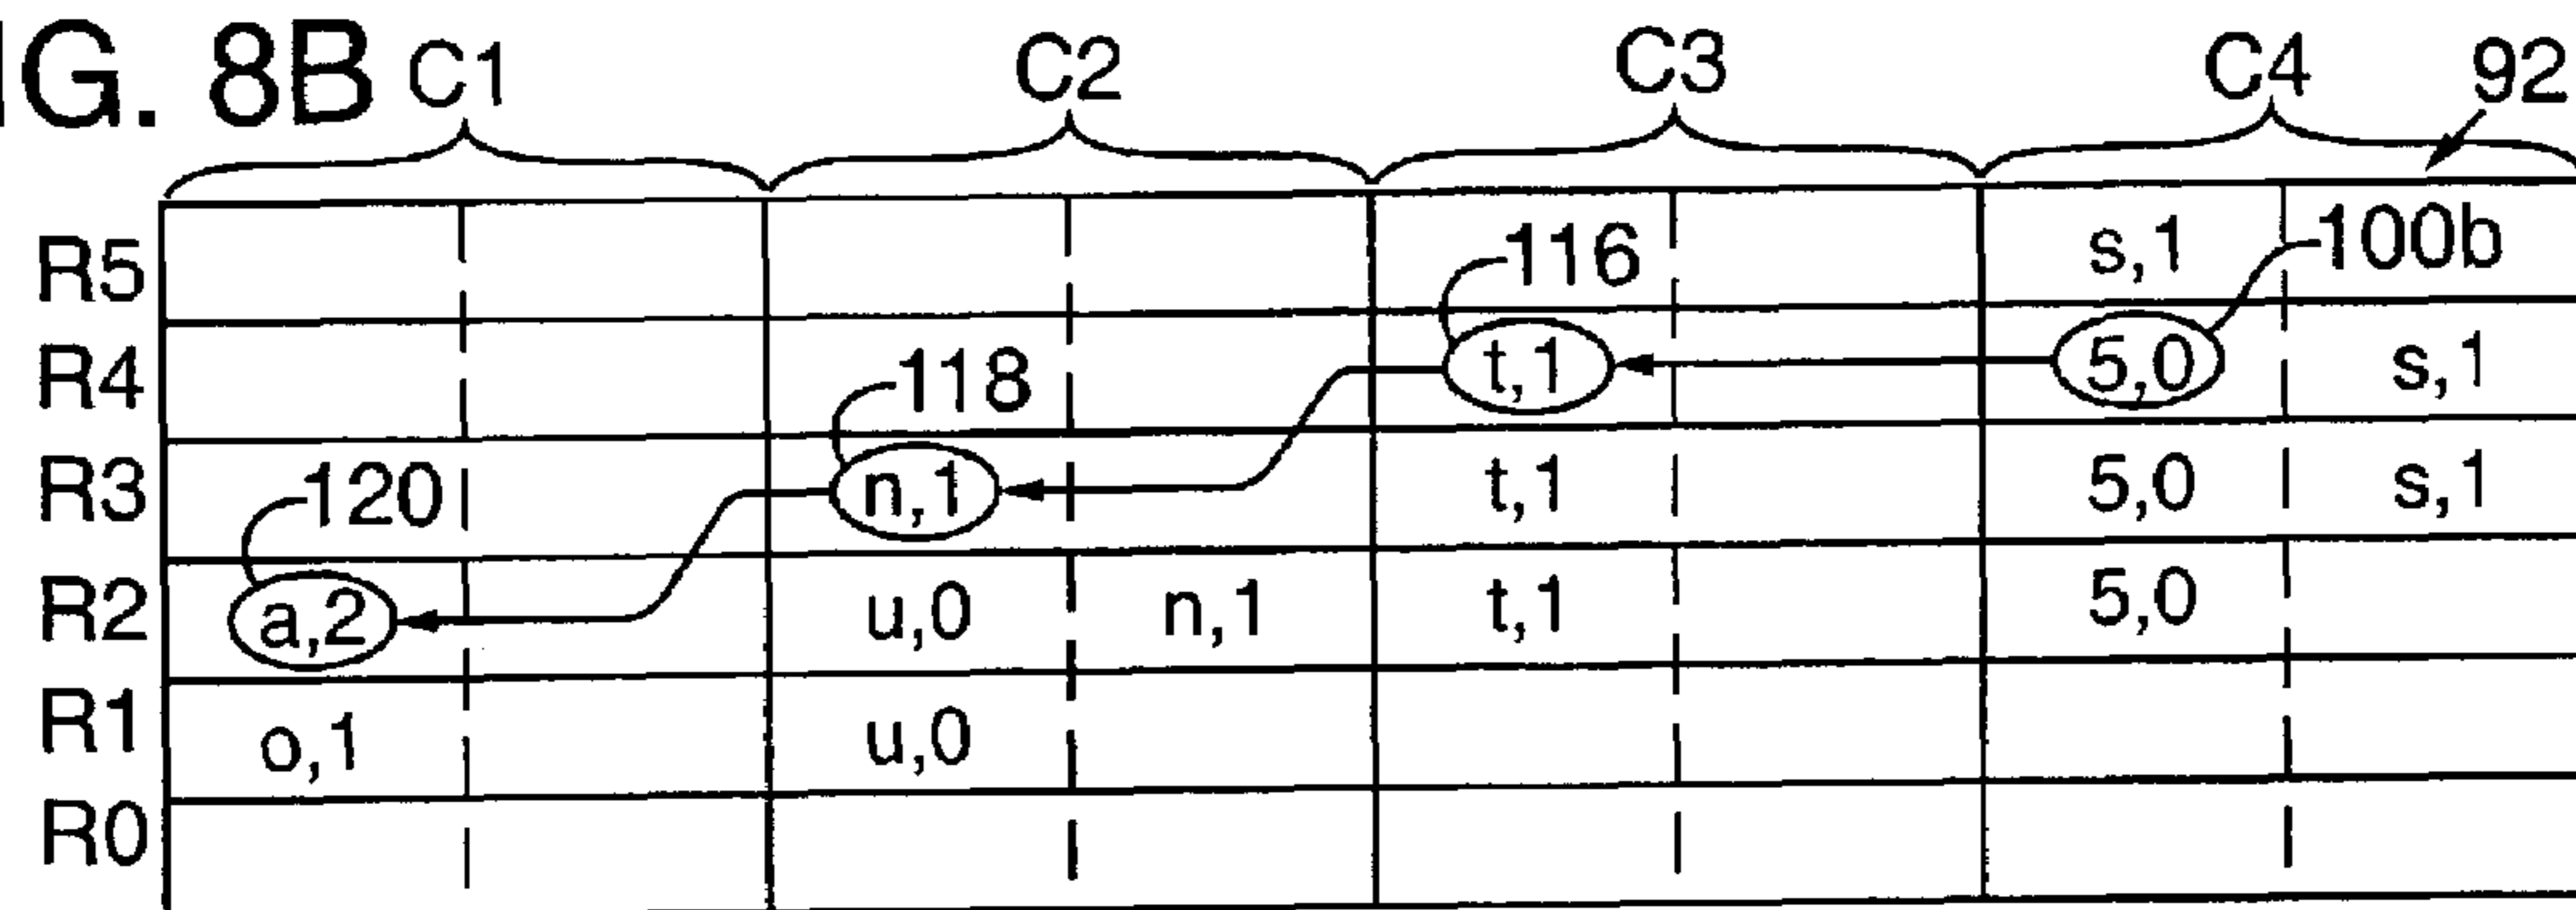 IG. 8B C1 C2 C3 C4 92
R5 116 s,1 100b
R4 118 t,1 5,0 s,1
R3 120 n,1 t,1 5,0 s,1
R2 a,2 u,0 n,1 t,1 5,0
R1 o,1 u,0
R0